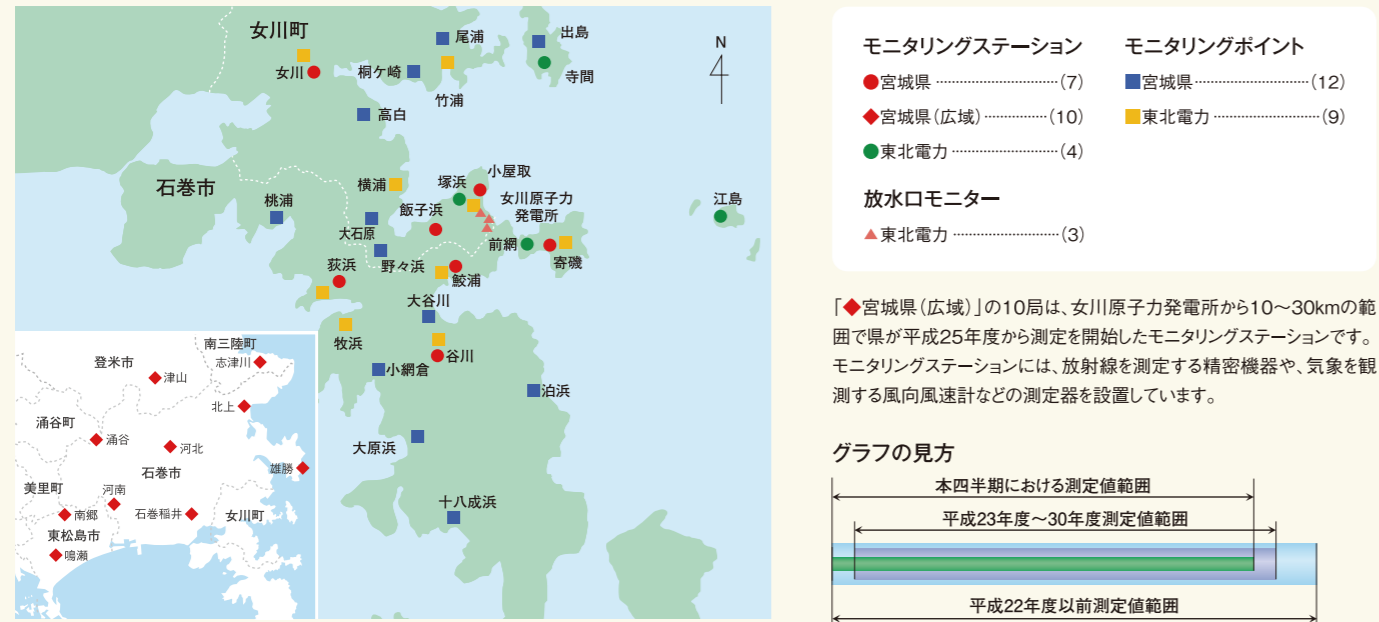 女川町
尾浦
出島
女川
桐ケ崎
竹浦
寺間
高白
N
石巻市
桃浦
横浦
塚浜
小屋取
飯子浜
女川原子力
発電所
江島
大石原
前網
寄磯
野々浜
荻浜
鮫浦
大谷川
牧浜
谷川
小網倉
泊浜
大原浜
十八成浜
南三陸町
登米市
志津川
津山
北上
涌谷町
涌谷
河北
石巻市
雄勝
美里町
河南
南郷
石巻稲井
女川町
東松島市
鳴瀬
モニタリングステーション
●宮城県 ……………………(7)
◆宮城県(広域) …………(10)
●東北電力 …………………(4)
放水口モニター
▲東北電力 …………………(3)
モニタリングポイント
■宮城県 …………………(12)
■東北電力 …………………(9)
「◆宮城県(広域)」の10局は、女川原子力発電所から10〜30kmの範
囲で県が平成25年度から測定を開始したモニタリングステーションです。
モニタリングステーションには、放射線を測定する精密機器や、気象を観
測する風向風速計などの測定器を設置しています。
グラフの見方
本四半期における測定値範囲
平成23年度〜30年度測定値範囲
平成22年度以前測定値範囲